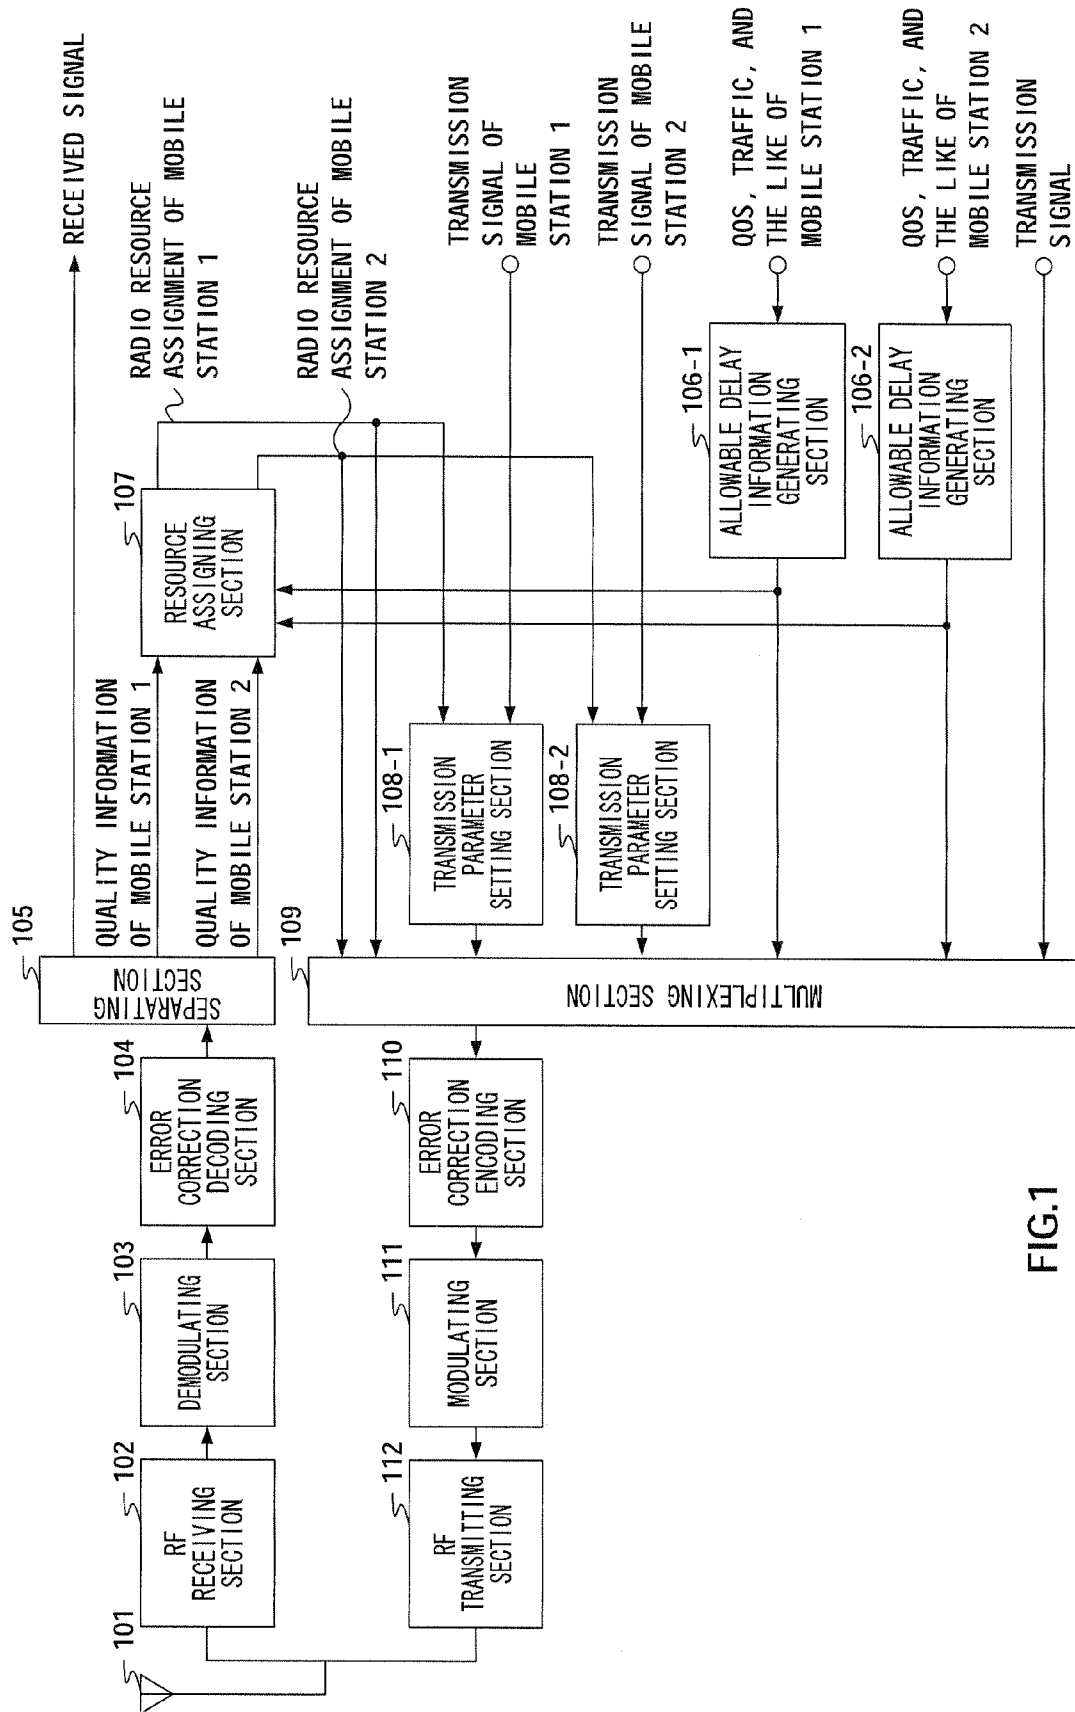 101
102
RF
RECEIVING
SECTION
103
DEMODULATING
SECTION
104
ERROR
CORRECTION
DECODING
SECTION
105
SEPARATING
SECTION
QUALITY INFORMATION
OF MOBILE STATION 1
QUALITY INFORMATION
OF MOBILE STATION 2
107
RESOURCE
ASSIGNING
SECTION
RECEIVED SIGNAL
RADIO RESOURCE
ASSIGNMENT OF MOBILE
STATION 1
RADIO RESOURCE
ASSIGNMENT OF MOBILE
STATION 2
112
RF
TRANSMITTING
SECTION
111
MODULATING
SECTION
110
ERROR
CORRECTION
ENCODING
SECTION
109
MULTIPLEXING SECTION
108-1
TRANSMISSION
PARAMETER
SETTING SECTION
108-2
TRANSMISSION
PARAMETER
SETTING SECTION
TRANSMISSION
SIGNAL OF
MOBILE
STATION 1
TRANSMISSION
SIGNAL OF MOBILE
STATION 2
106-1
ALLOWABLE DELAY
INFORMATION
GENERATING
SECTION
QOS, TRAFFIC, AND
THE LIKE OF
MOBILE STATION 1
106-2
ALLOWABLE DELAY
INFORMATION
GENERATING
SECTION
QOS, TRAFFIC, AND
THE LIKE OF
MOBILE STATION 2
TRANSMISSION
SIGNAL
FIG.1